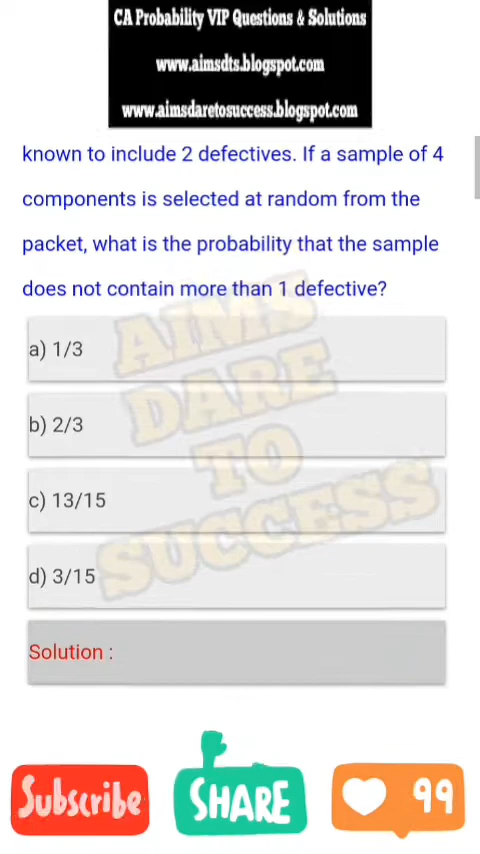 CA Probability VIP Questions & Solutions
www.aimsdts.blogspot.com
www.aimsdaretosuccess.blogspot.com
known to include 2 defectives. If a sample of 4
components is selected at random from the
packet, what is the probability that the sample
does not contain more than 1 defective?
AIMS
a) 1/3
DARE
b) 2/3
TO
c) 13/15
SUCCESS
d) 3/15
Solution :
Subscribe
SHARE
99